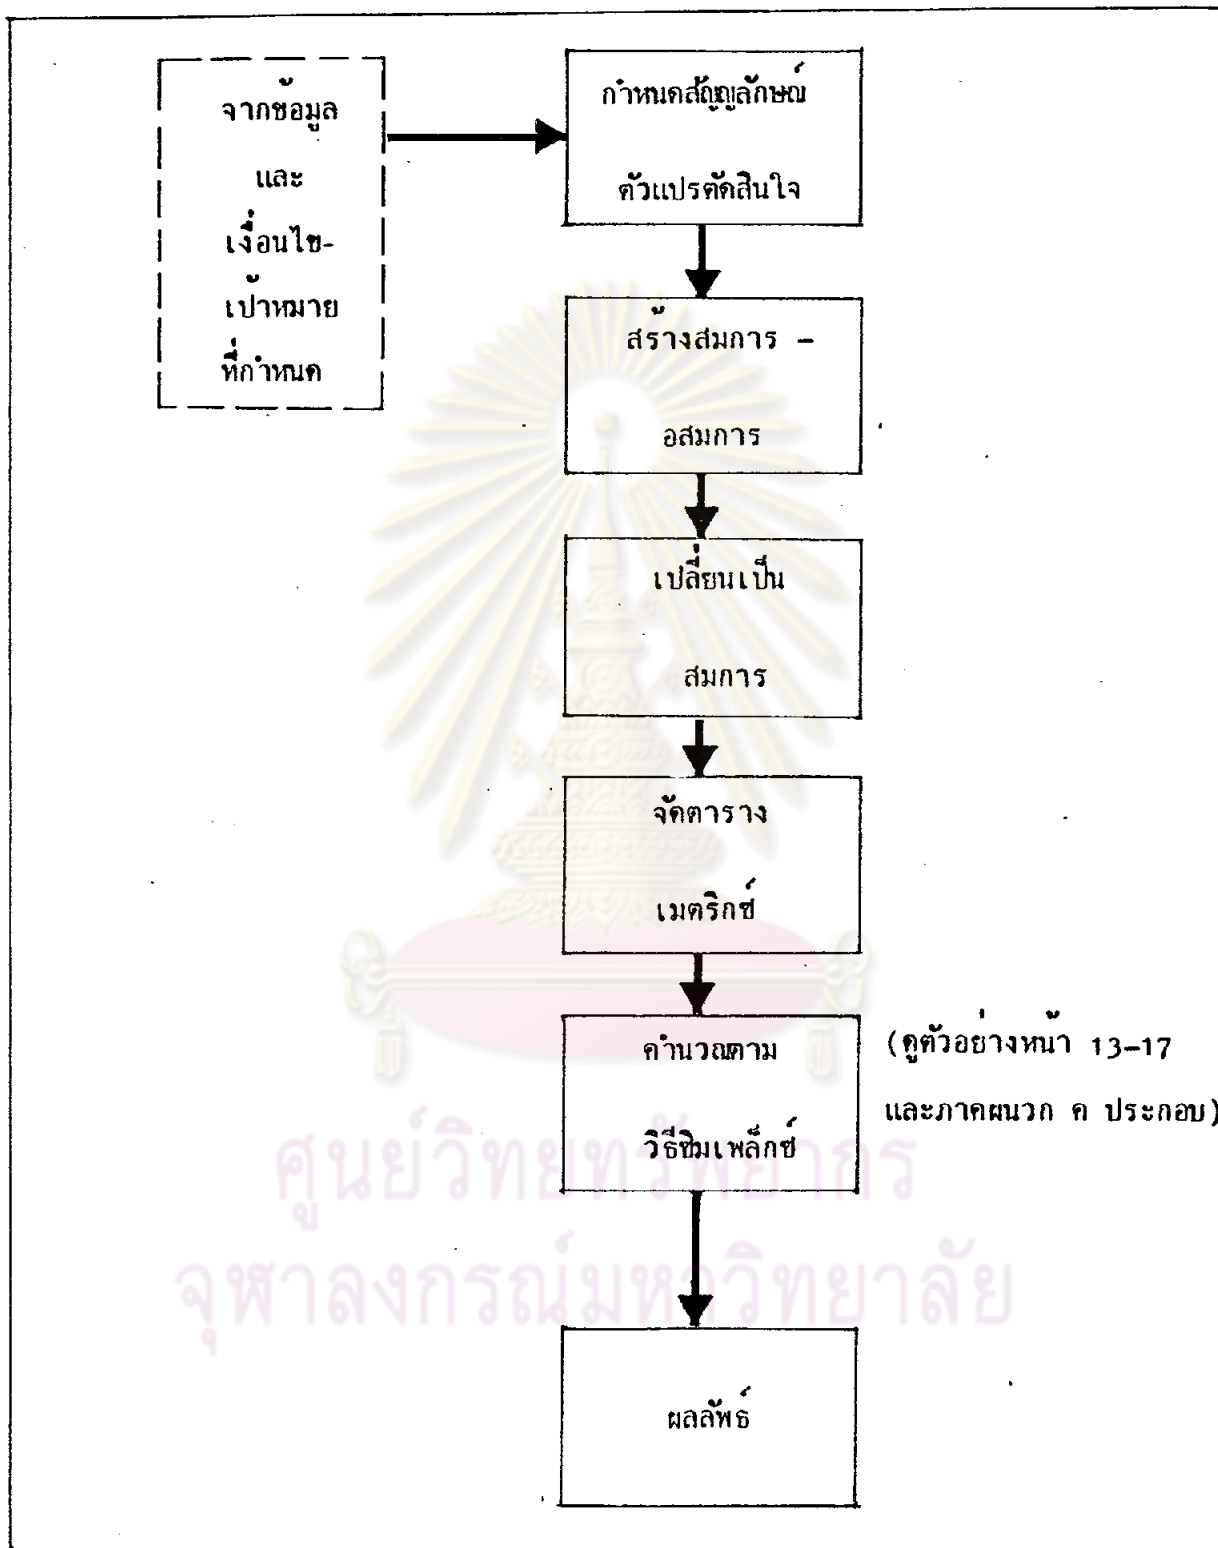 จากข้อมูล
และ
เงื่อนไข-
เป้าหมาย
ที่กำหนด
กำหนดสัญลักษณ์
ตัวแปรตัดสินใจ
สร้างสมการ -
อสมการ
เปลี่ยนเป็น
สมการ
จัดตาราง
เมตริกซ์
คำนวณตาม
วิธีซิมเพล็กซ์
(ดูตัวอย่างหน้า 13-17
และภาคผนวก ค ประกอบ)
ผลลัพธ์
ศูนย์วิทยทรัพยากร
จุฬาลงกรณ์มหาวิทยาลัย